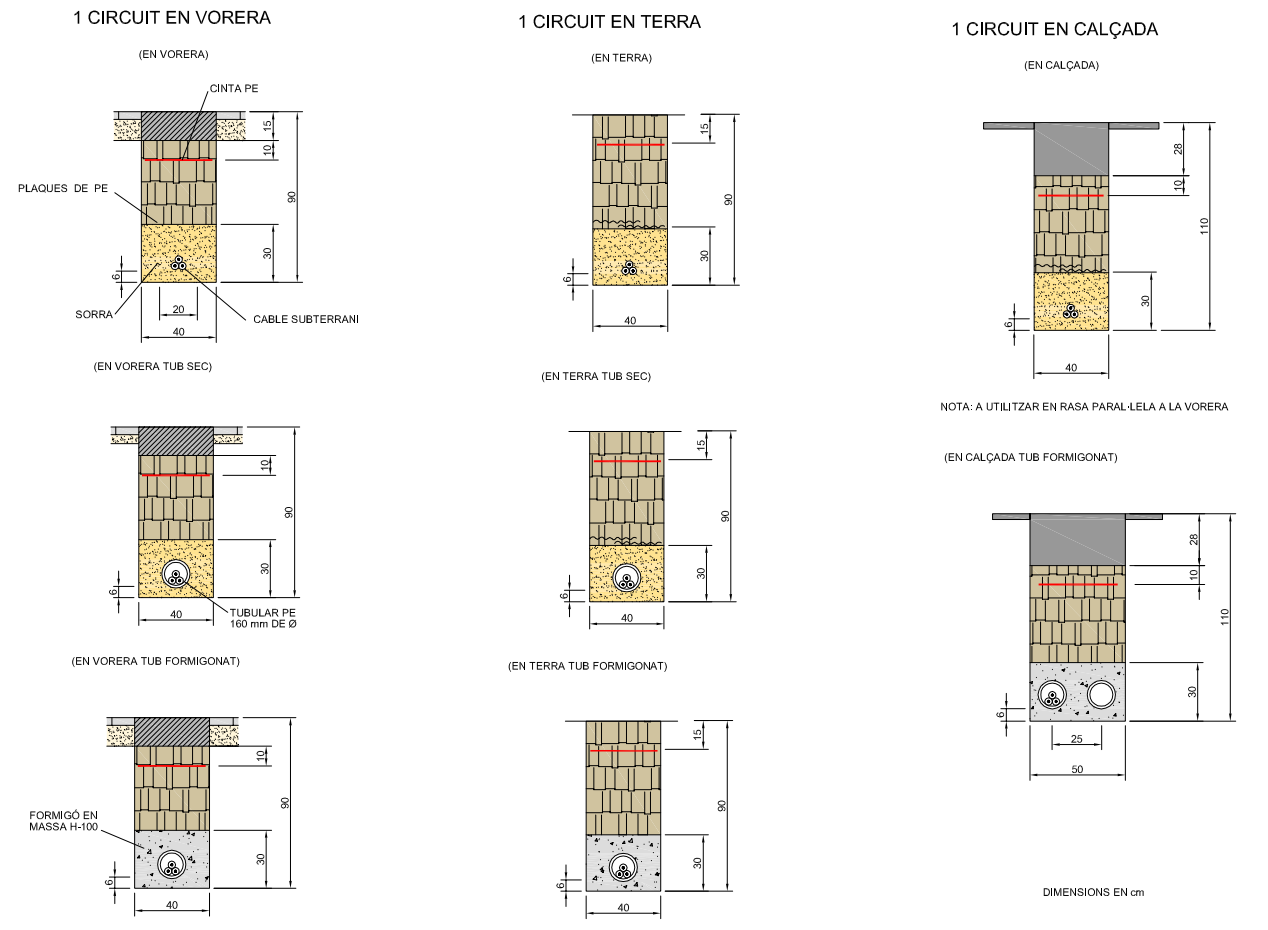 1 CIRCUIT EN VORERA
(EN VORERA)
CINTA PE
15
10
PLAQUES DE PE
90
30
6
SORRA
20
CABLE SUBTERRANI
40
(EN VORERA TUB SEC)
10
90
30
6
40
TUBULAR PE
160 mm DE Ø
(EN VORERA TUB FORMIGONAT)
10
90
FORMIGÓ EN
MASSA H-100
30
6
40
1 CIRCUIT EN TERRA
(EN TERRA)
15
90
30
6
40
(EN TERRA TUB SEC)
15
90
30
6
40
(EN TERRA TUB FORMIGONAT)
15
90
30
6
40
1 CIRCUIT EN CALÇADA
(EN CALÇADA)
28
10
110
30
6
40
NOTA: A UTILITZAR EN RASA PARAL·LELA A LA VORERA
(EN CALÇADA TUB FORMIGONAT)
28
10
110
30
6
25
50
DIMENSIONS EN cm